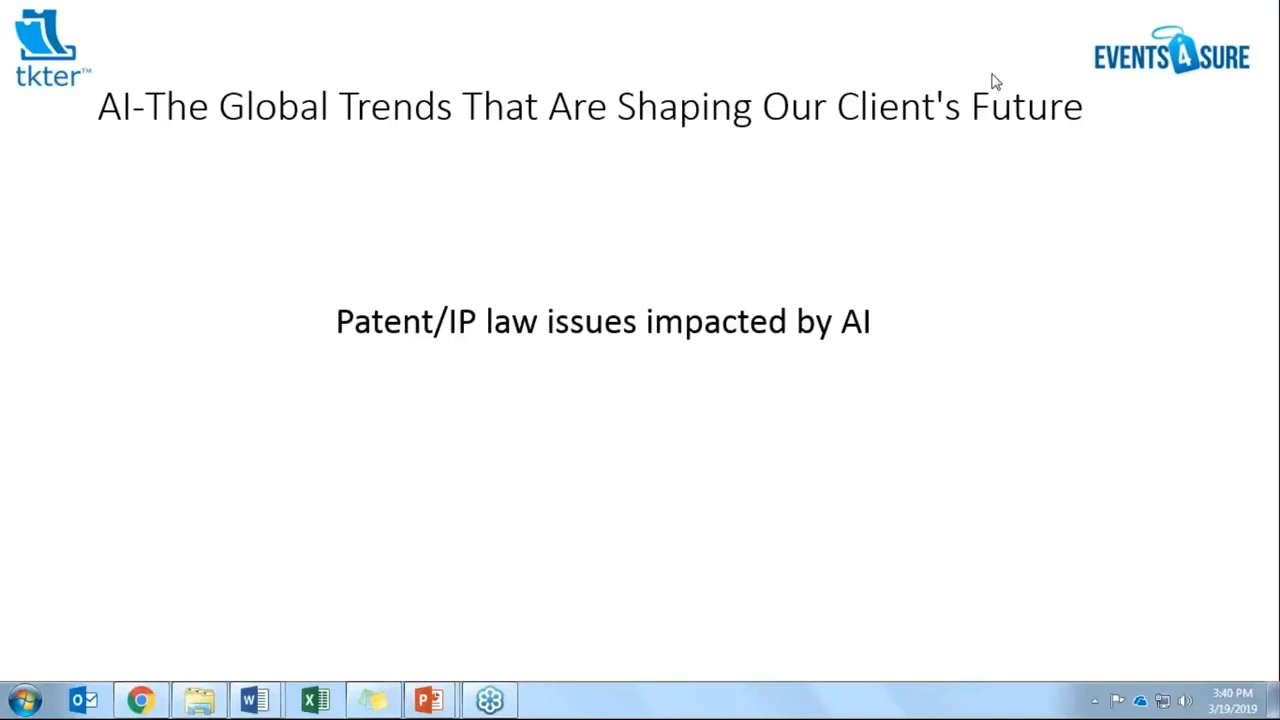 tkter™
EVENTS4SURE
AI-The Global Trends That Are Shaping Our Client's Future
Patent/IP law issues impacted by AI
3:40 PM
3/19/2019